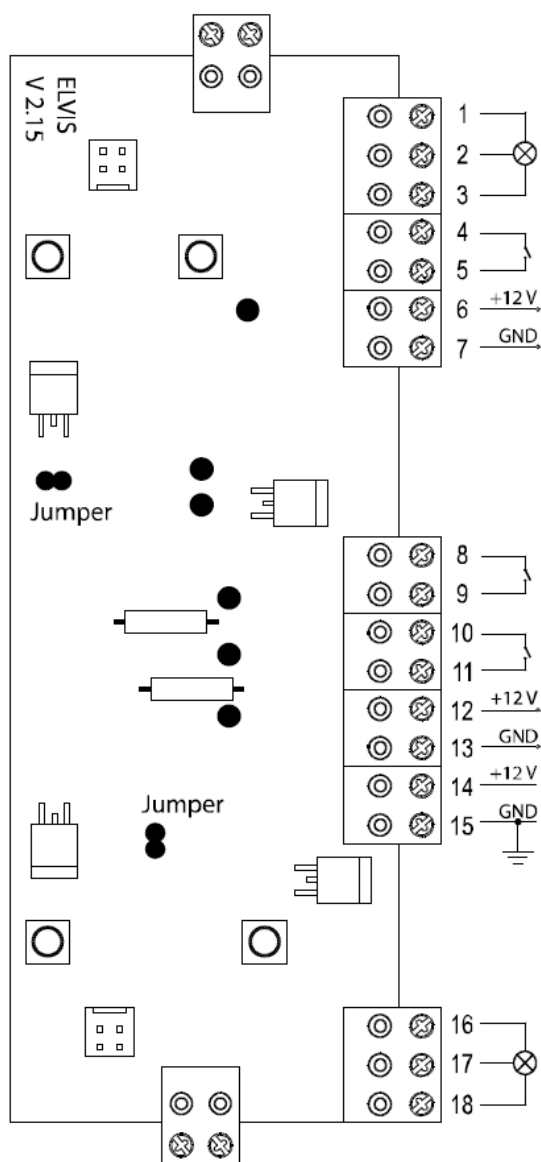 ELVIS
V 2.15
1
2
3
4
5
6 +12 V
7 GND
Jumper
8
9
10
11
12 +12 V
13 GND
14 +12 V
15 GND
Jumper
16
17
18